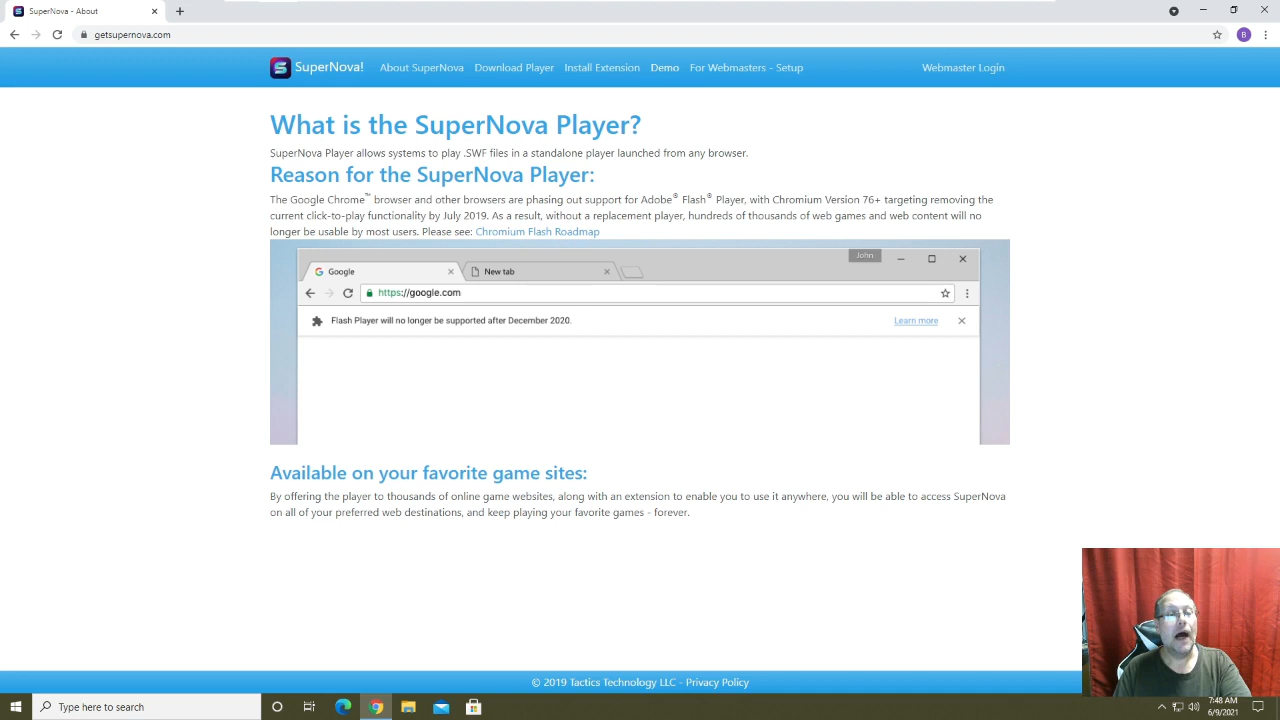 SuperNova - About
getsupernova.com
B
SuperNova! About SuperNova Download Player Install Extension Demo For Webmasters - Setup Webmaster Login
What is the SuperNova Player?
SuperNova Player allows systems to play .SWF files in a standalone player launched from any browser.
Reason for the SuperNova Player:
The Google Chrome™ browser and other browsers are phasing out support for Adobe® Flash® Player, with Chromium Version 76+ targeting removing the
current click-to-play functionality by July 2019. As a result, without a replacement player, hundreds of thousands of web games and web content will no
longer be usable by most users. Please see: Chromium Flash Roadmap
John
Google New tab
https://google.com
Flash Player will no longer be supported after December 2020. Learn more
Available on your favorite game sites:
By offering the player to thousands of online game websites, along with an extension to enable you to use it anywhere, you will be able to access SuperNova
on all of your preferred web destinations, and keep playing your favorite games - forever.
© 2019 Tactics Technology LLC - Privacy Policy
Type here to search
7:48 AM
6/9/2021